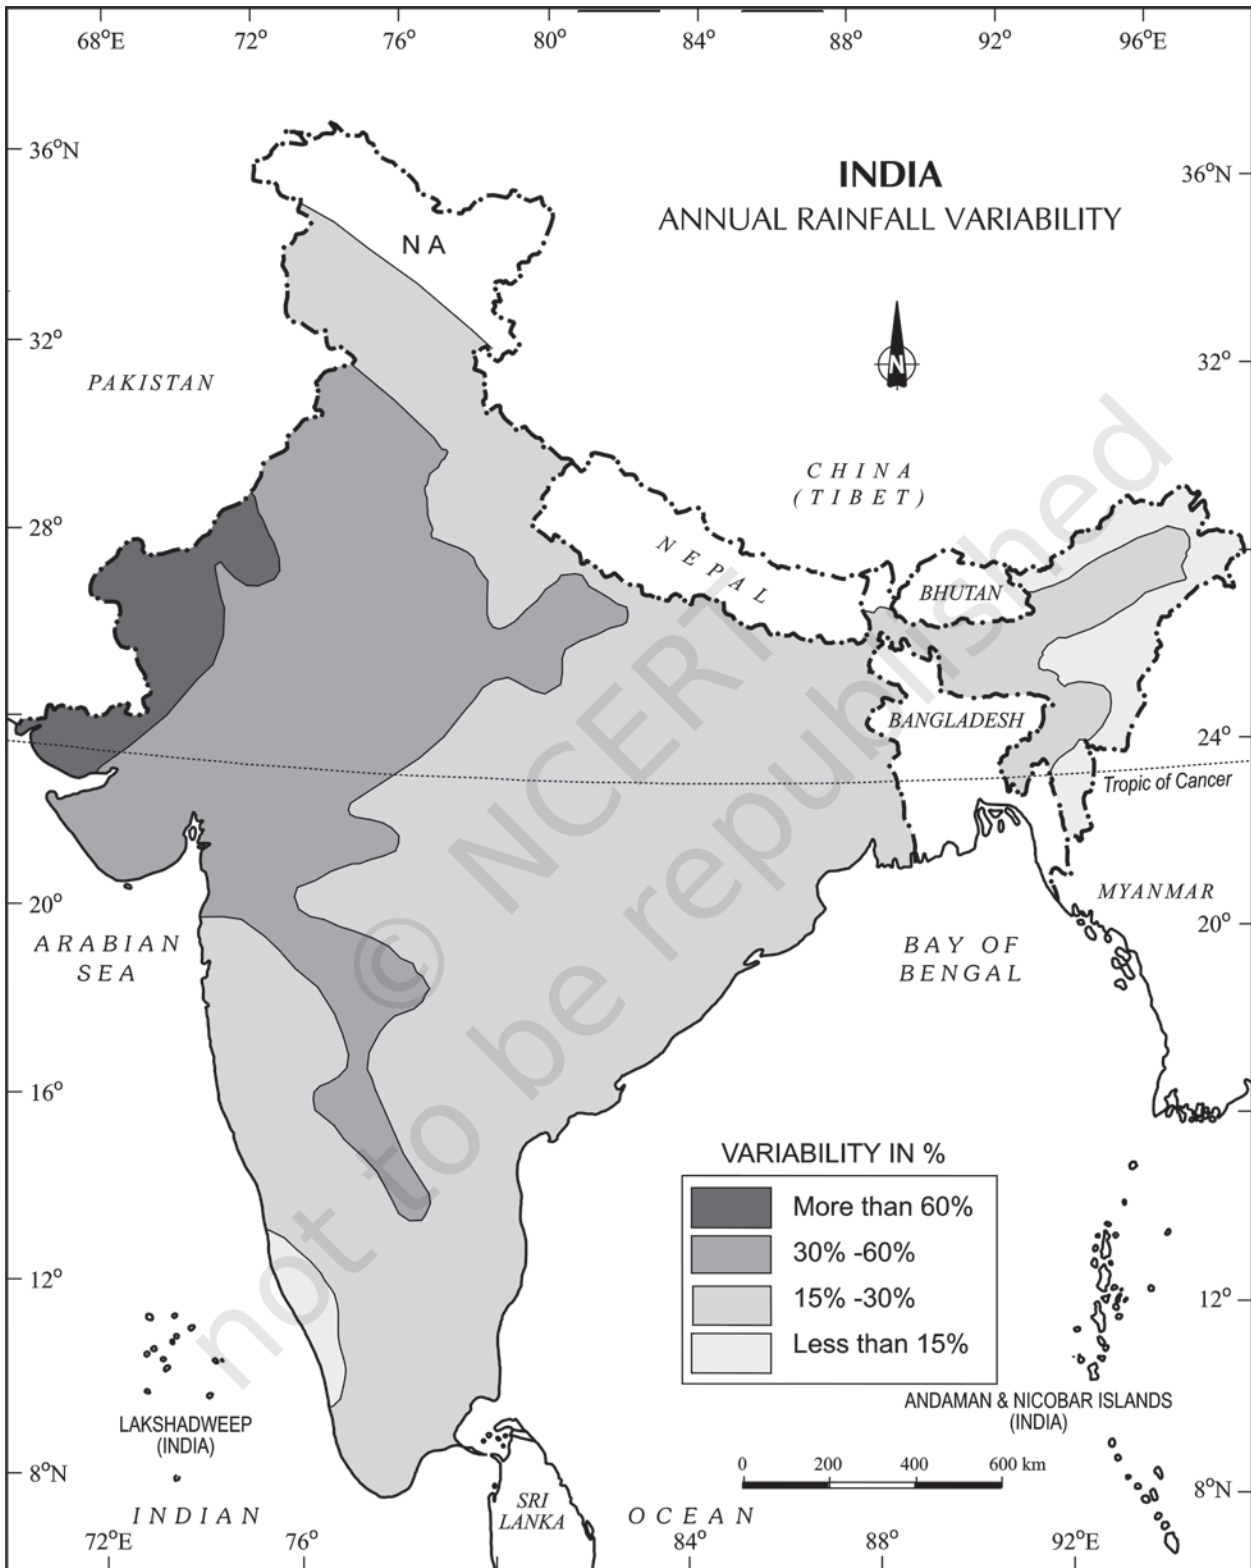 68°E 72° 76° 80° 84° 88° 92° 96°E
36°N
INDIA
36°N
ANNUAL RAINFALL VARIABILITY
N A
N
32°
32°
PAKISTAN
CHINA
(TIBET)
28°
NEPAL
BHUTAN
BANGLADESH
24°
Tropic of Cancer
© NCERT
not to be republished
20°
MYANMAR
20°
ARABIAN
SEA
BAY OF
BENGAL
16°
VARIABILITY IN %
More than 60%
30% -60%
15% -30%
Less than 15%
12°
12°
ANDAMAN & NICOBAR ISLANDS
(INDIA)
LAKSHADWEEP
(INDIA)
0 200 400 600 km
8°N
8°N
SRI
LANKA
INDIAN OCEAN
72°E 76° 84° 88° 92°E